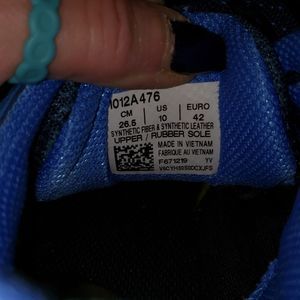 1012A476
CM US EURO
26.5 10 42
SYNTHETIC FIBER & SYNTHETIC LEATHER
UPPER / RUBBER SOLE
MADE IN VIETNAM
FABRIQUE AU VIETNAM
F671219 YV